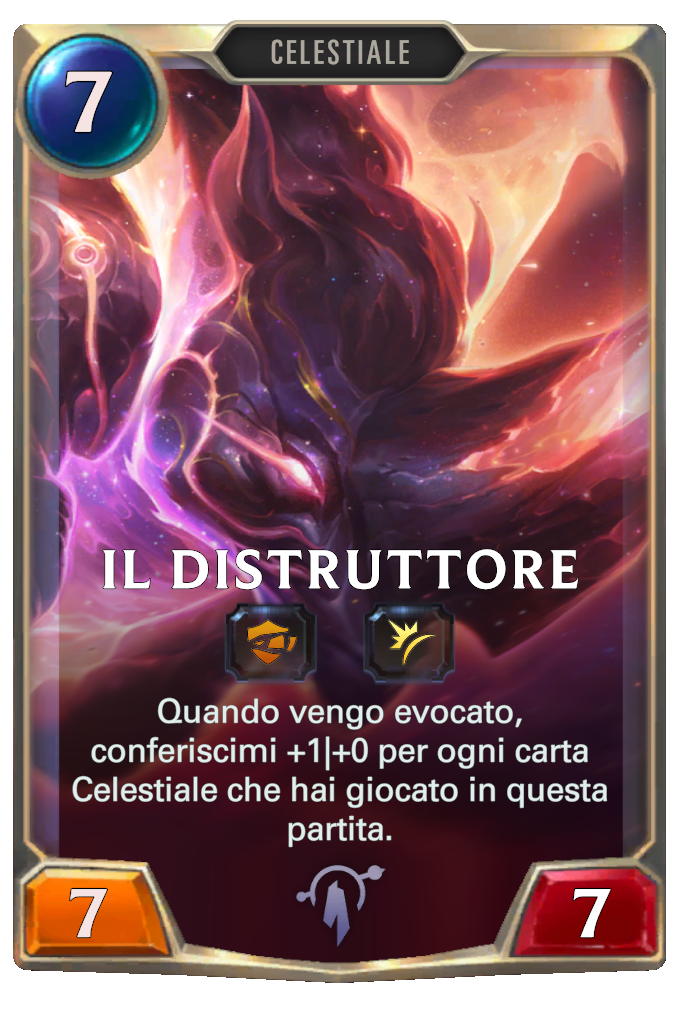 CELESTIALE
7
IL DISTRUTTORE
Quando vengo evocato,
conferiscimi +1|+0 per ogni carta
Celestiale che hai giocato in questa
partita.
7
7